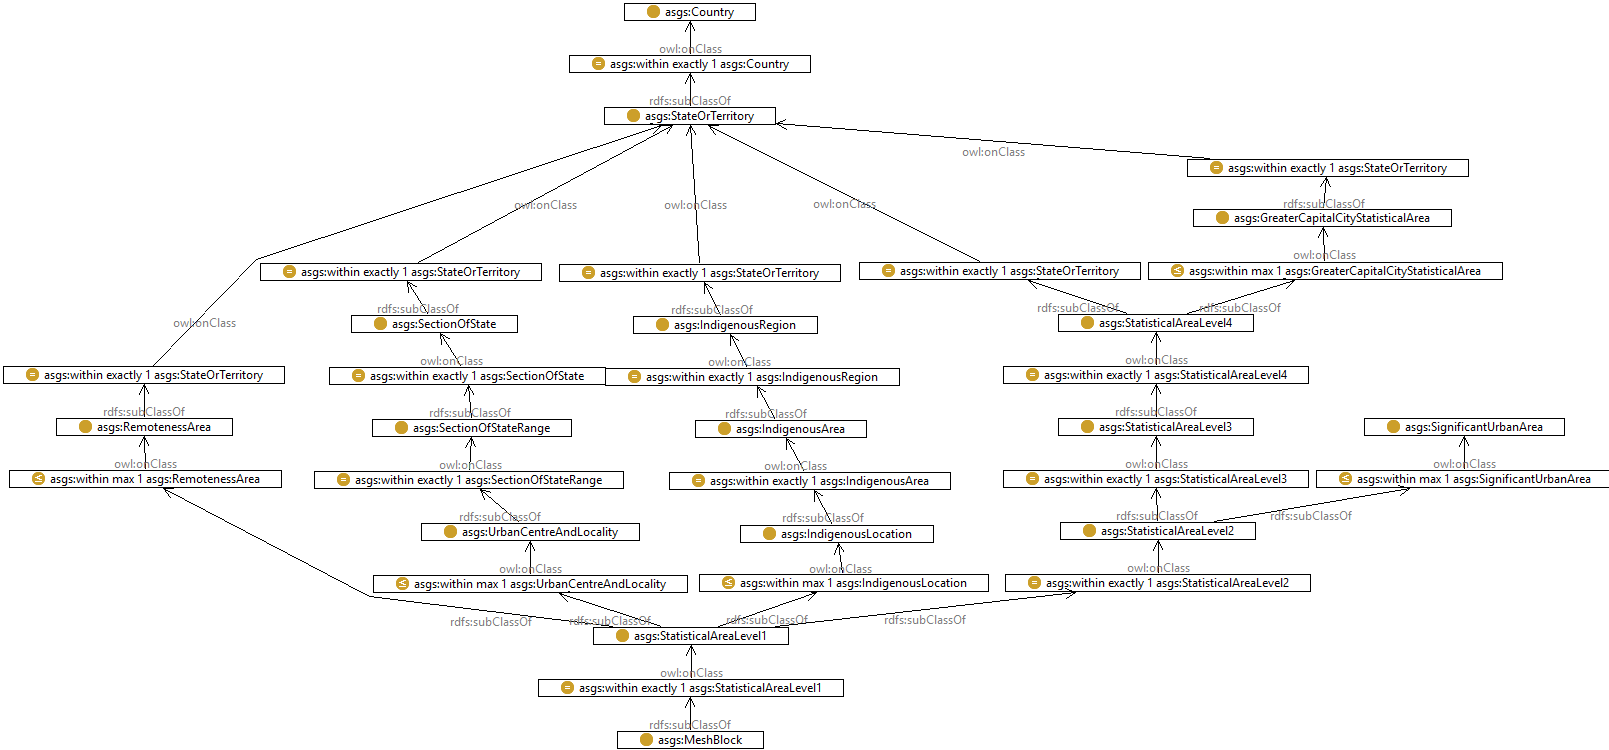 asgs:Country
owl:onClass
asgs:within exactly 1 asgs:Country
rdfs:subClassOf
asgs:StateOrTerritory
owl:onClass
asgs:within exactly 1 asgs:StateOrTerritory
owl:onClass
owl:onClass
owl:onClass
rdfs:subClassOf
asgs:GreaterCapitalCityStatisticalArea
owl:onClass
asgs:within exactly 1 asgs:StateOrTerritory
asgs:within exactly 1 asgs:StateOrTerritory
asgs:within exactly 1 asgs:StateOrTerritory
asgs:within max 1 asgs:GreaterCapitalCityStatisticalArea
rdfs:subClassOf
rdfs:subClassOf
rdfs:subClassOf
rdfs:subClassOf
owl:onClass
asgs:SectionOfState
asgs:IndigenousRegion
asgs:StatisticalAreaLevel4
owl:onClass
owl:onClass
owl:onClass
asgs:within exactly 1 asgs:StateOrTerritory
asgs:within exactly 1 asgs:SectionOfState
asgs:within exactly 1 asgs:IndigenousRegion
asgs:within exactly 1 asgs:StatisticalAreaLevel4
rdfs:subClassOf
rdfs:subClassOf
rdfs:subClassOf
rdfs:subClassOf
asgs:RemotenessArea
asgs:SectionOfStateRange
asgs:IndigenousArea
asgs:StatisticalAreaLevel3
asgs:SignificantUrbanArea
owl:onClass
owl:onClass
owl:onClass
owl:onClass
owl:onClass
asgs:within max 1 asgs:RemotenessArea
asgs:within exactly 1 asgs:SectionOfStateRange
asgs:within exactly 1 asgs:IndigenousArea
asgs:within exactly 1 asgs:StatisticalAreaLevel3
asgs:within max 1 asgs:SignificantUrbanArea
rdfs:subClassOf
rdfs:subClassOf
rdfs:subClassOf
rdfs:subClassOf
asgs:UrbanCentreAndLocality
asgs:IndigenousLocation
asgs:StatisticalAreaLevel2
owl:onClass
owl:onClass
owl:onClass
asgs:within max 1 asgs:UrbanCentreAndLocality
asgs:within max 1 asgs:IndigenousLocation
asgs:within exactly 1 asgs:StatisticalAreaLevel2
rdfs:subClassOf
rdfs:subClassOf
rdfs:subClassOf
rdfs:subClassOf
asgs:StatisticalAreaLevel1
owl:onClass
asgs:within exactly 1 asgs:StatisticalAreaLevel1
rdfs:subClassOf
asgs:MeshBlock